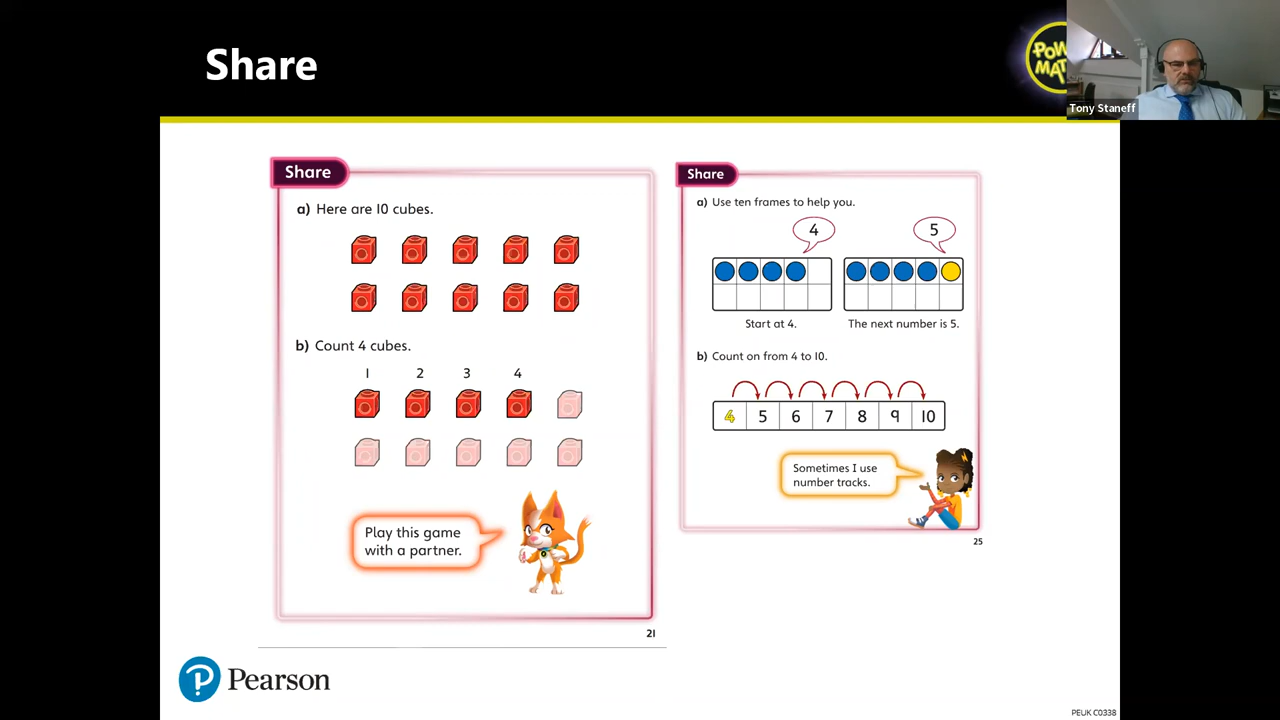 Share
POW
MAT
Tony Staneff
Share
a) Here are 10 cubes.
b) Count 4 cubes.
1 2 3 4
Play this game
with a partner.
21
Share
a) Use ten frames to help you.
4 5
Start at 4. The next number is 5.
b) Count on from 4 to 10.
4 5 6 7 8 9 10
Sometimes I use
number tracks.
25
Pearson
PEUK C0338